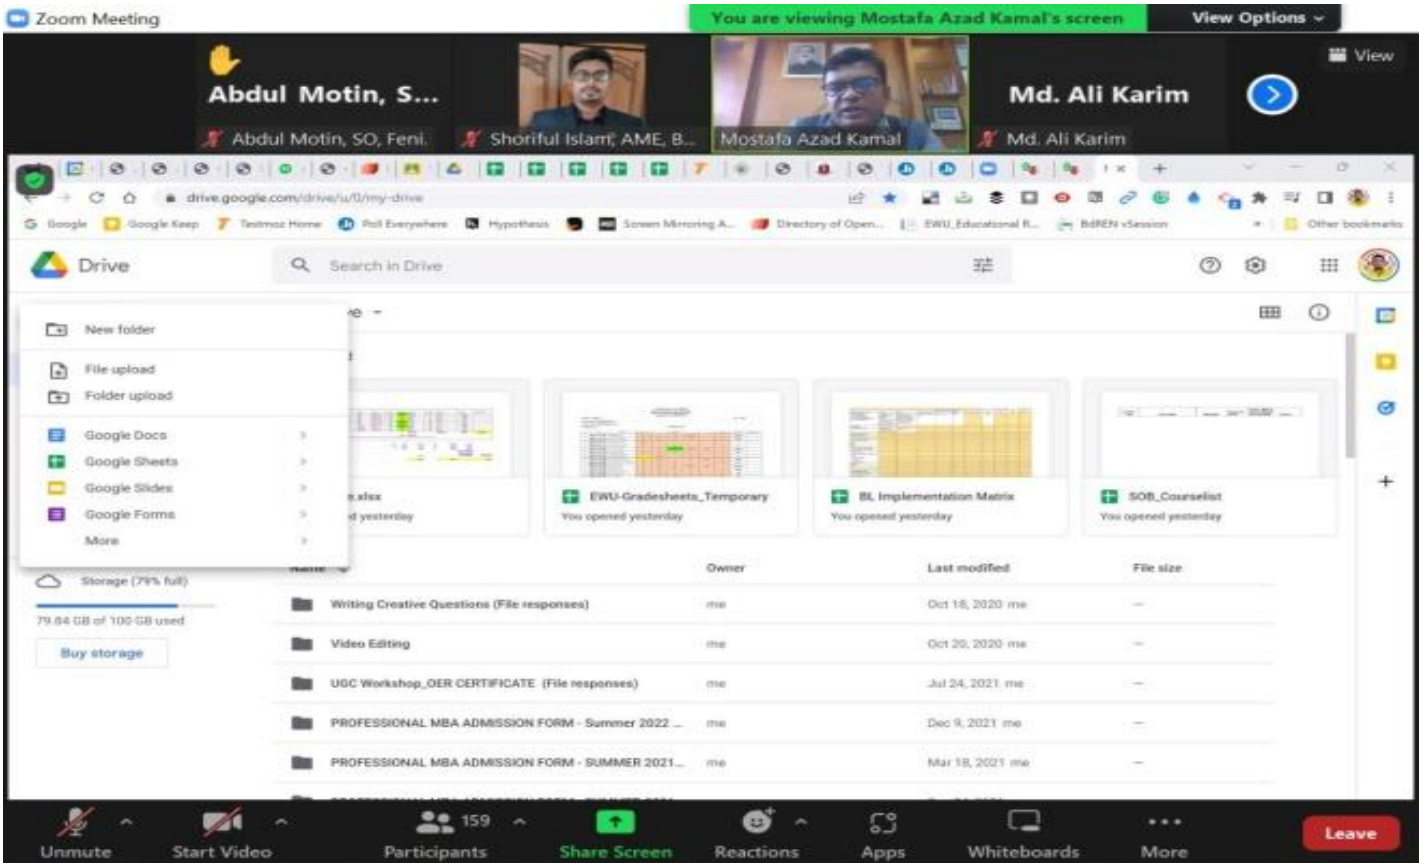 Zoom Meeting
You are viewing Mostafa Azad Kamal's screen
View Options
View
Abdul Motin, S...
Md. Ali Karim
Abdul Motin, SO, Feni.
Shoriful Islam, AME, B...
Mostafa Azad Kamal
Md. Ali Karim
drive.google.com/drive/u/0/my-drive
Google
Google Keep
Testmoz Home
Poll Everywhere
Hypothesis
Screen Mirroring A...
Directory of Open...
EWU_Educational R...
BdREN vSession
Other bookmarks
Drive
Search in Drive
New folder
File upload
Folder upload
Google Docs
Google Sheets
Google Slides
Google Forms
More
d yesterday
EWU-Gradesheets_Temporary
You opened yesterday
BL Implementation Matrix
You opened yesterday
SOB_Courselist
You opened yesterday
Name
Owner
Last modified
File size
Storage (79% full)
79.84 GB of 100 GB used
Buy storage
Writing Creative Questions (File responses)
me
Oct 18, 2020 me
—
Video Editing
me
Oct 20, 2020 me
—
UGC Workshop_OER CERTIFICATE (File responses)
me
Jul 24, 2021 me
—
PROFESSIONAL MBA ADMISSION FORM - Summer 2022 ...
me
Dec 9, 2021 me
—
PROFESSIONAL MBA ADMISSION FORM - SUMMER 2021...
me
Mar 18, 2021 me
—
159
Unmute
Start Video
Participants
Share Screen
Reactions
Apps
Whiteboards
More
Leave